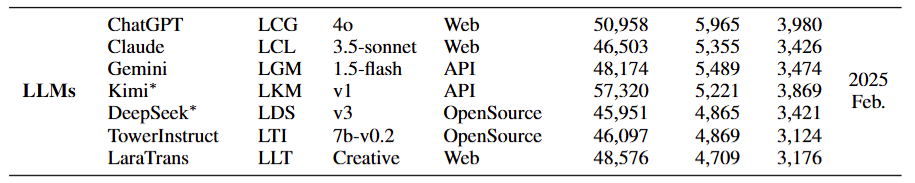 ChatGPT LCG 4o Web 50,958 5,965 3,980
Claude LCL 3.5-sonnet Web 46,503 5,355 3,426
Gemini LGM 1.5-flash API 48,174 5,489 3,474
LLMs Kimi* LKM v1 API 57,320 5,221 3,869 2025 Feb.
DeepSeek* LDS v3 OpenSource 45,951 4,865 3,421
TowerInstruct LTI 7b-v0.2 OpenSource 46,097 4,869 3,124
LaraTrans LLT Creative Web 48,576 4,709 3,176